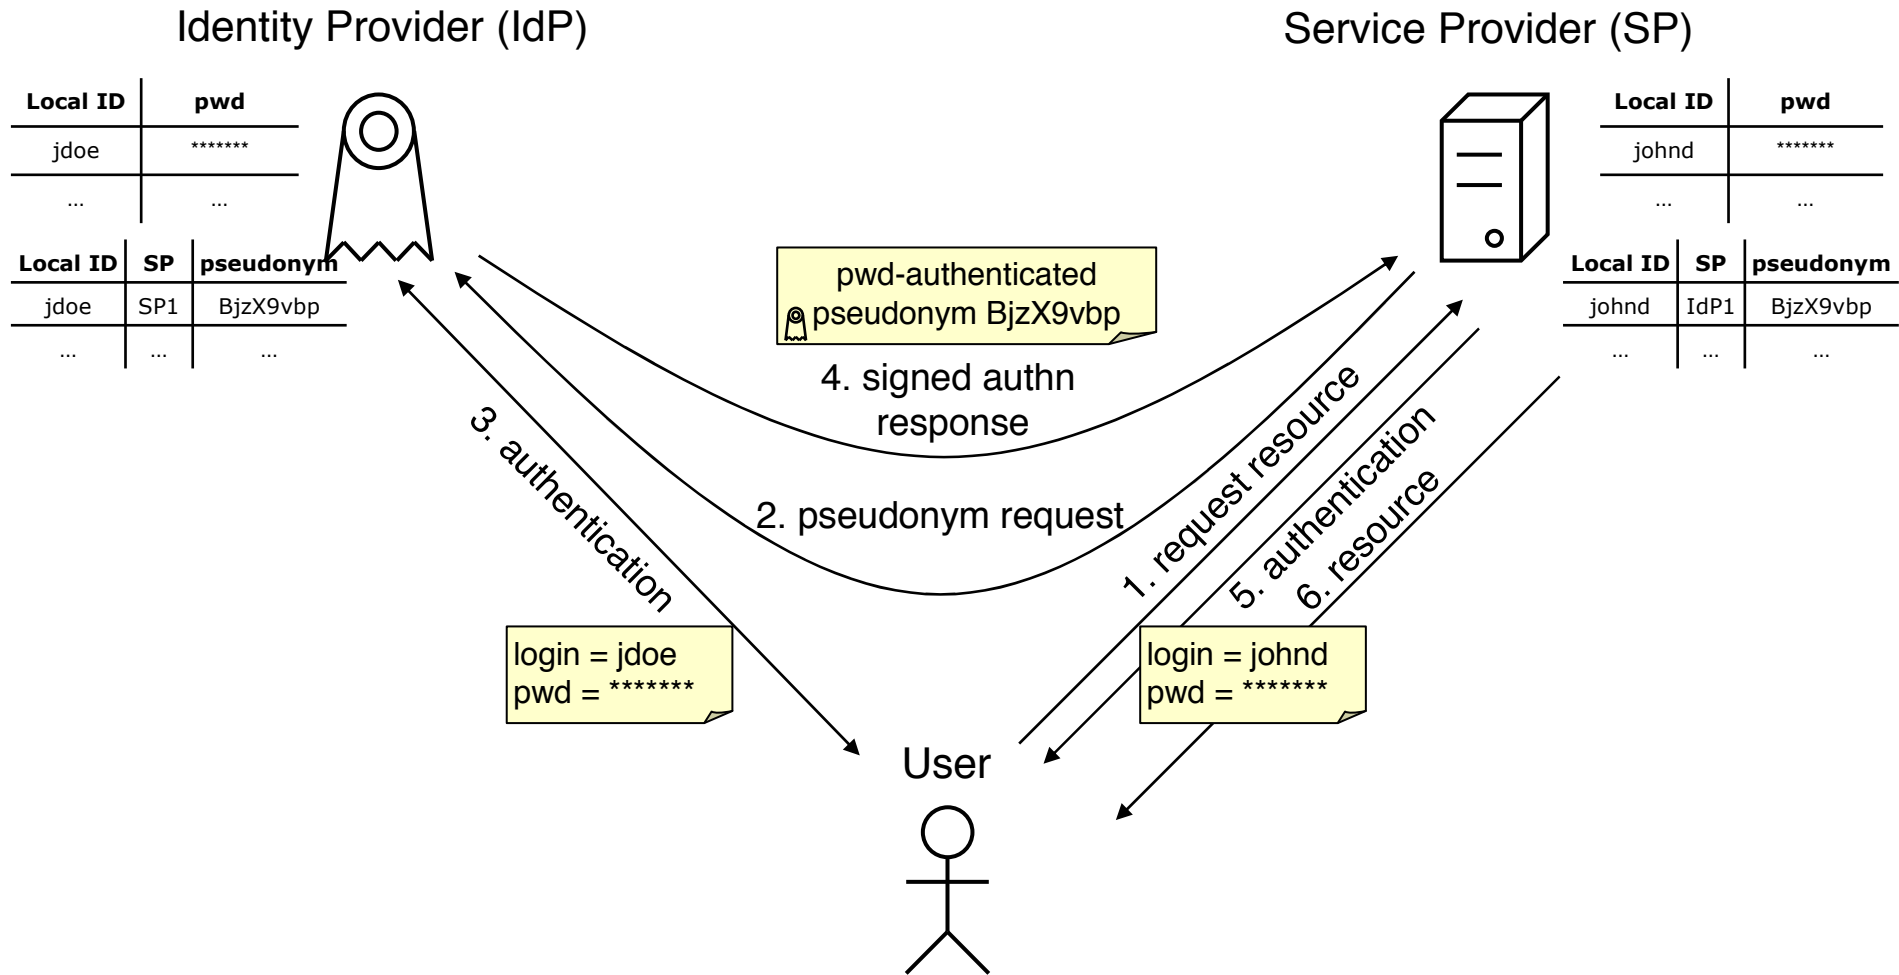 Identity Provider (IdP)
Service Provider (SP)
Local ID pwd
jdoe *******
... ...
Local ID SP pseudonym
jdoe SP1 BjzX9vbp
... ... ...
Local ID pwd
johnd *******
... ...
Local ID SP pseudonym
johnd IdP1 BjzX9vbp
... ... ...
pwd-authenticated
pseudonym BjzX9vbp
4. signed authn
response
2. pseudonym request
3. authentication
1. request resource
5. authentication
6. resource
login = jdoe
pwd = *******
login = johnd
pwd = *******
User